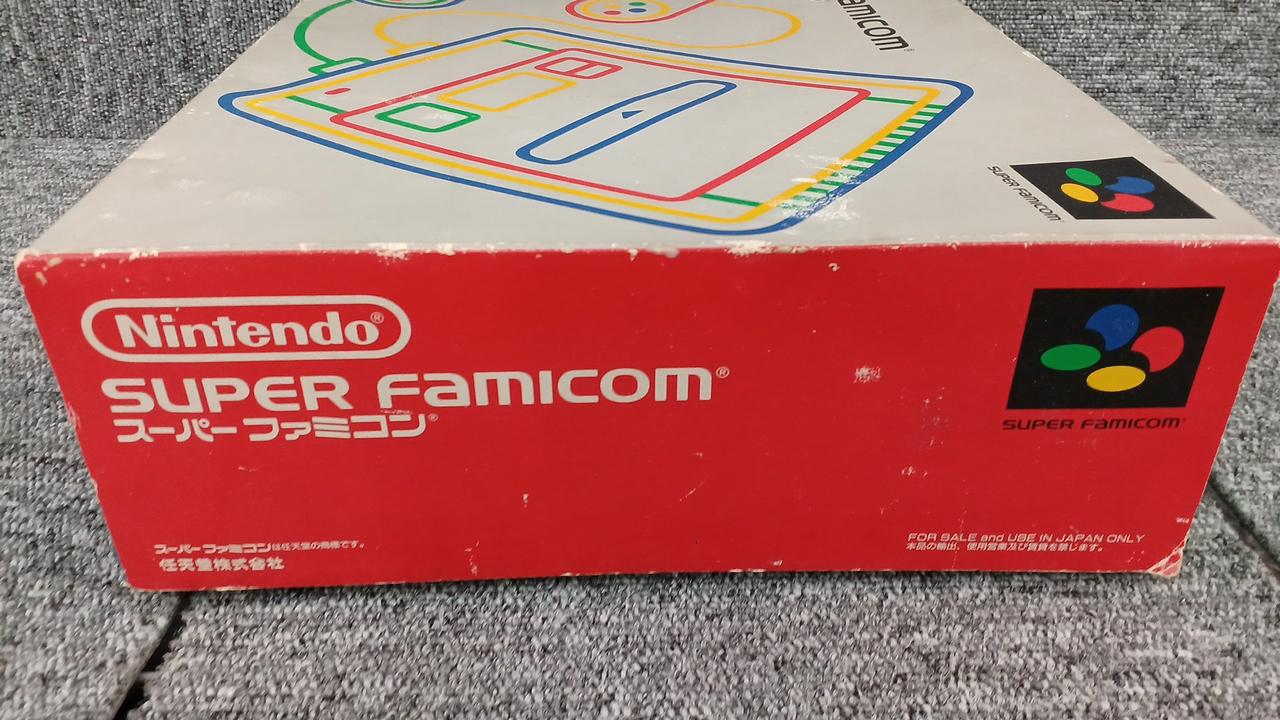 Famicom
SUPER FAMICOM
Nintendo®
SUPER FAMICOM®
スーパーファミコン®
SUPER FAMICOM
スーパーファミコンは任天堂の商標です。
任天堂株式会社
FOR SALE and USE IN JAPAN ONLY
本品の輸出、使用営業及び賃貸を禁じます。